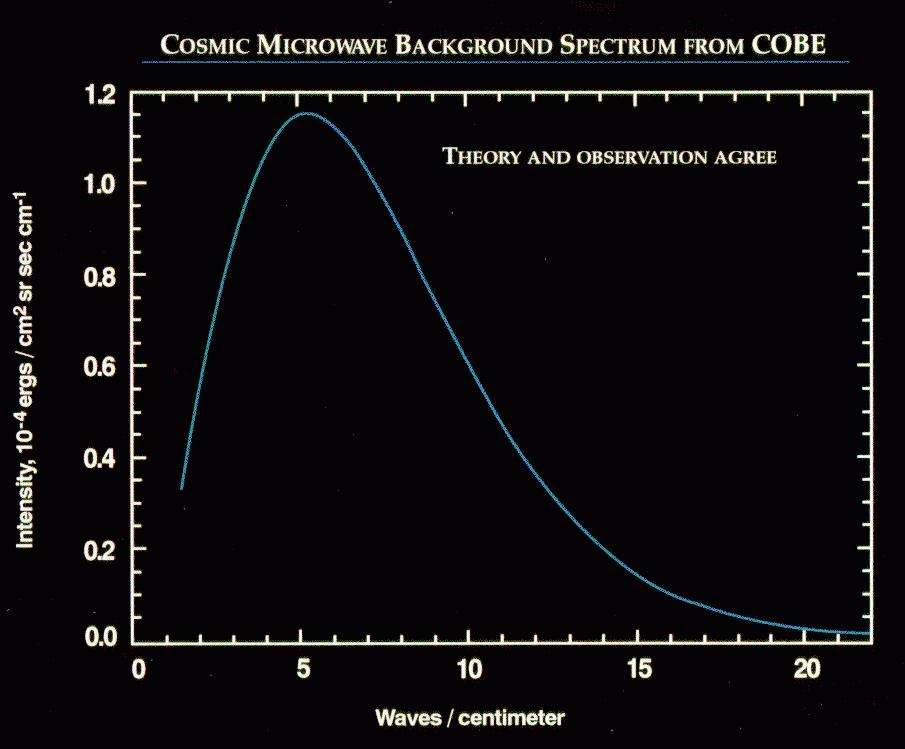 COSMIC MICROWAVE BACKGROUND SPECTRUM FROM COBE
THEORY AND OBSERVATION AGREE
1.2
1.0
0.8
0.6
0.4
0.2
0.0
Intensity, 10⁻⁴ ergs / cm² sr sec cm⁻¹
0 5 10 15 20
Waves / centimeter